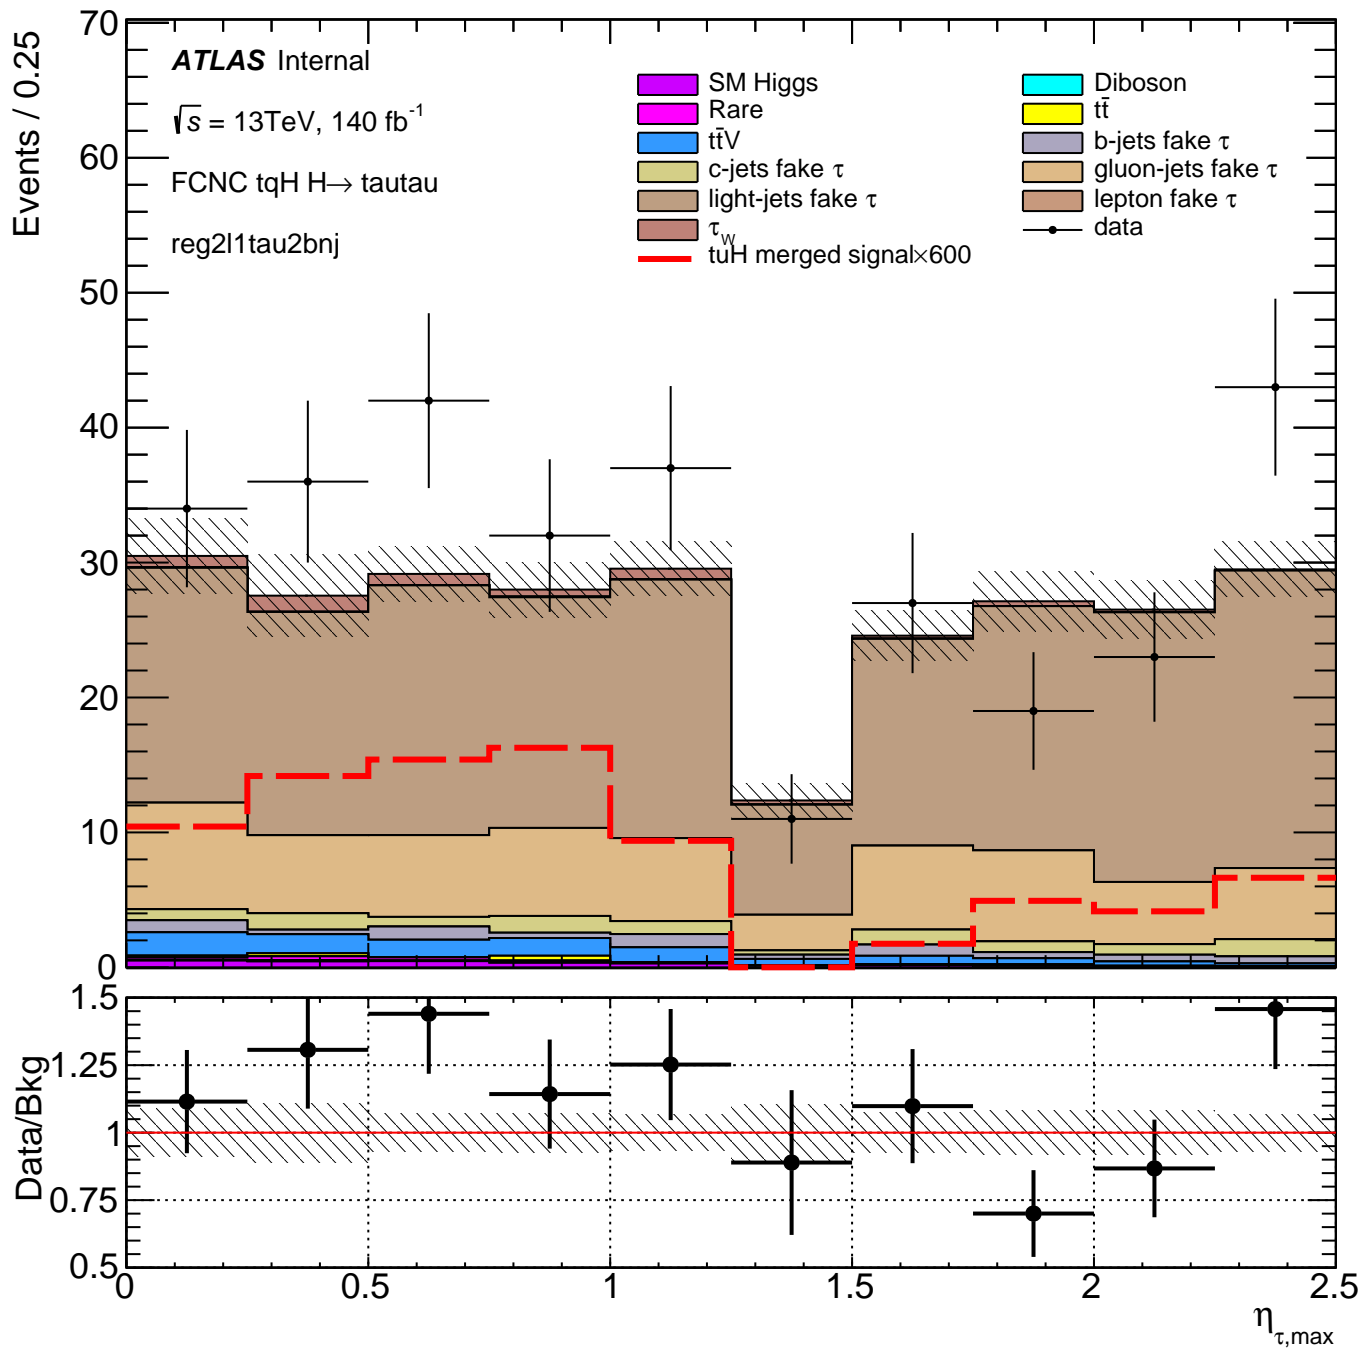 Events / 0.25
70
60
50
40
30
20
10
0
ATLAS Internal
√s = 13TeV, 140 fb⁻¹
FCNC tqH H→ tautau
reg2l1tau2bnj
SM Higgs
Rare
tt̄V
c-jets fake τ
light-jets fake τ
τ_W
tuH merged signal×600
Diboson
tt̄
b-jets fake τ
gluon-jets fake τ
lepton fake τ
data
Data/Bkg
1.5
1.25
1
0.75
0.5
0
0.5
1
1.5
2
2.5
η_τ,max